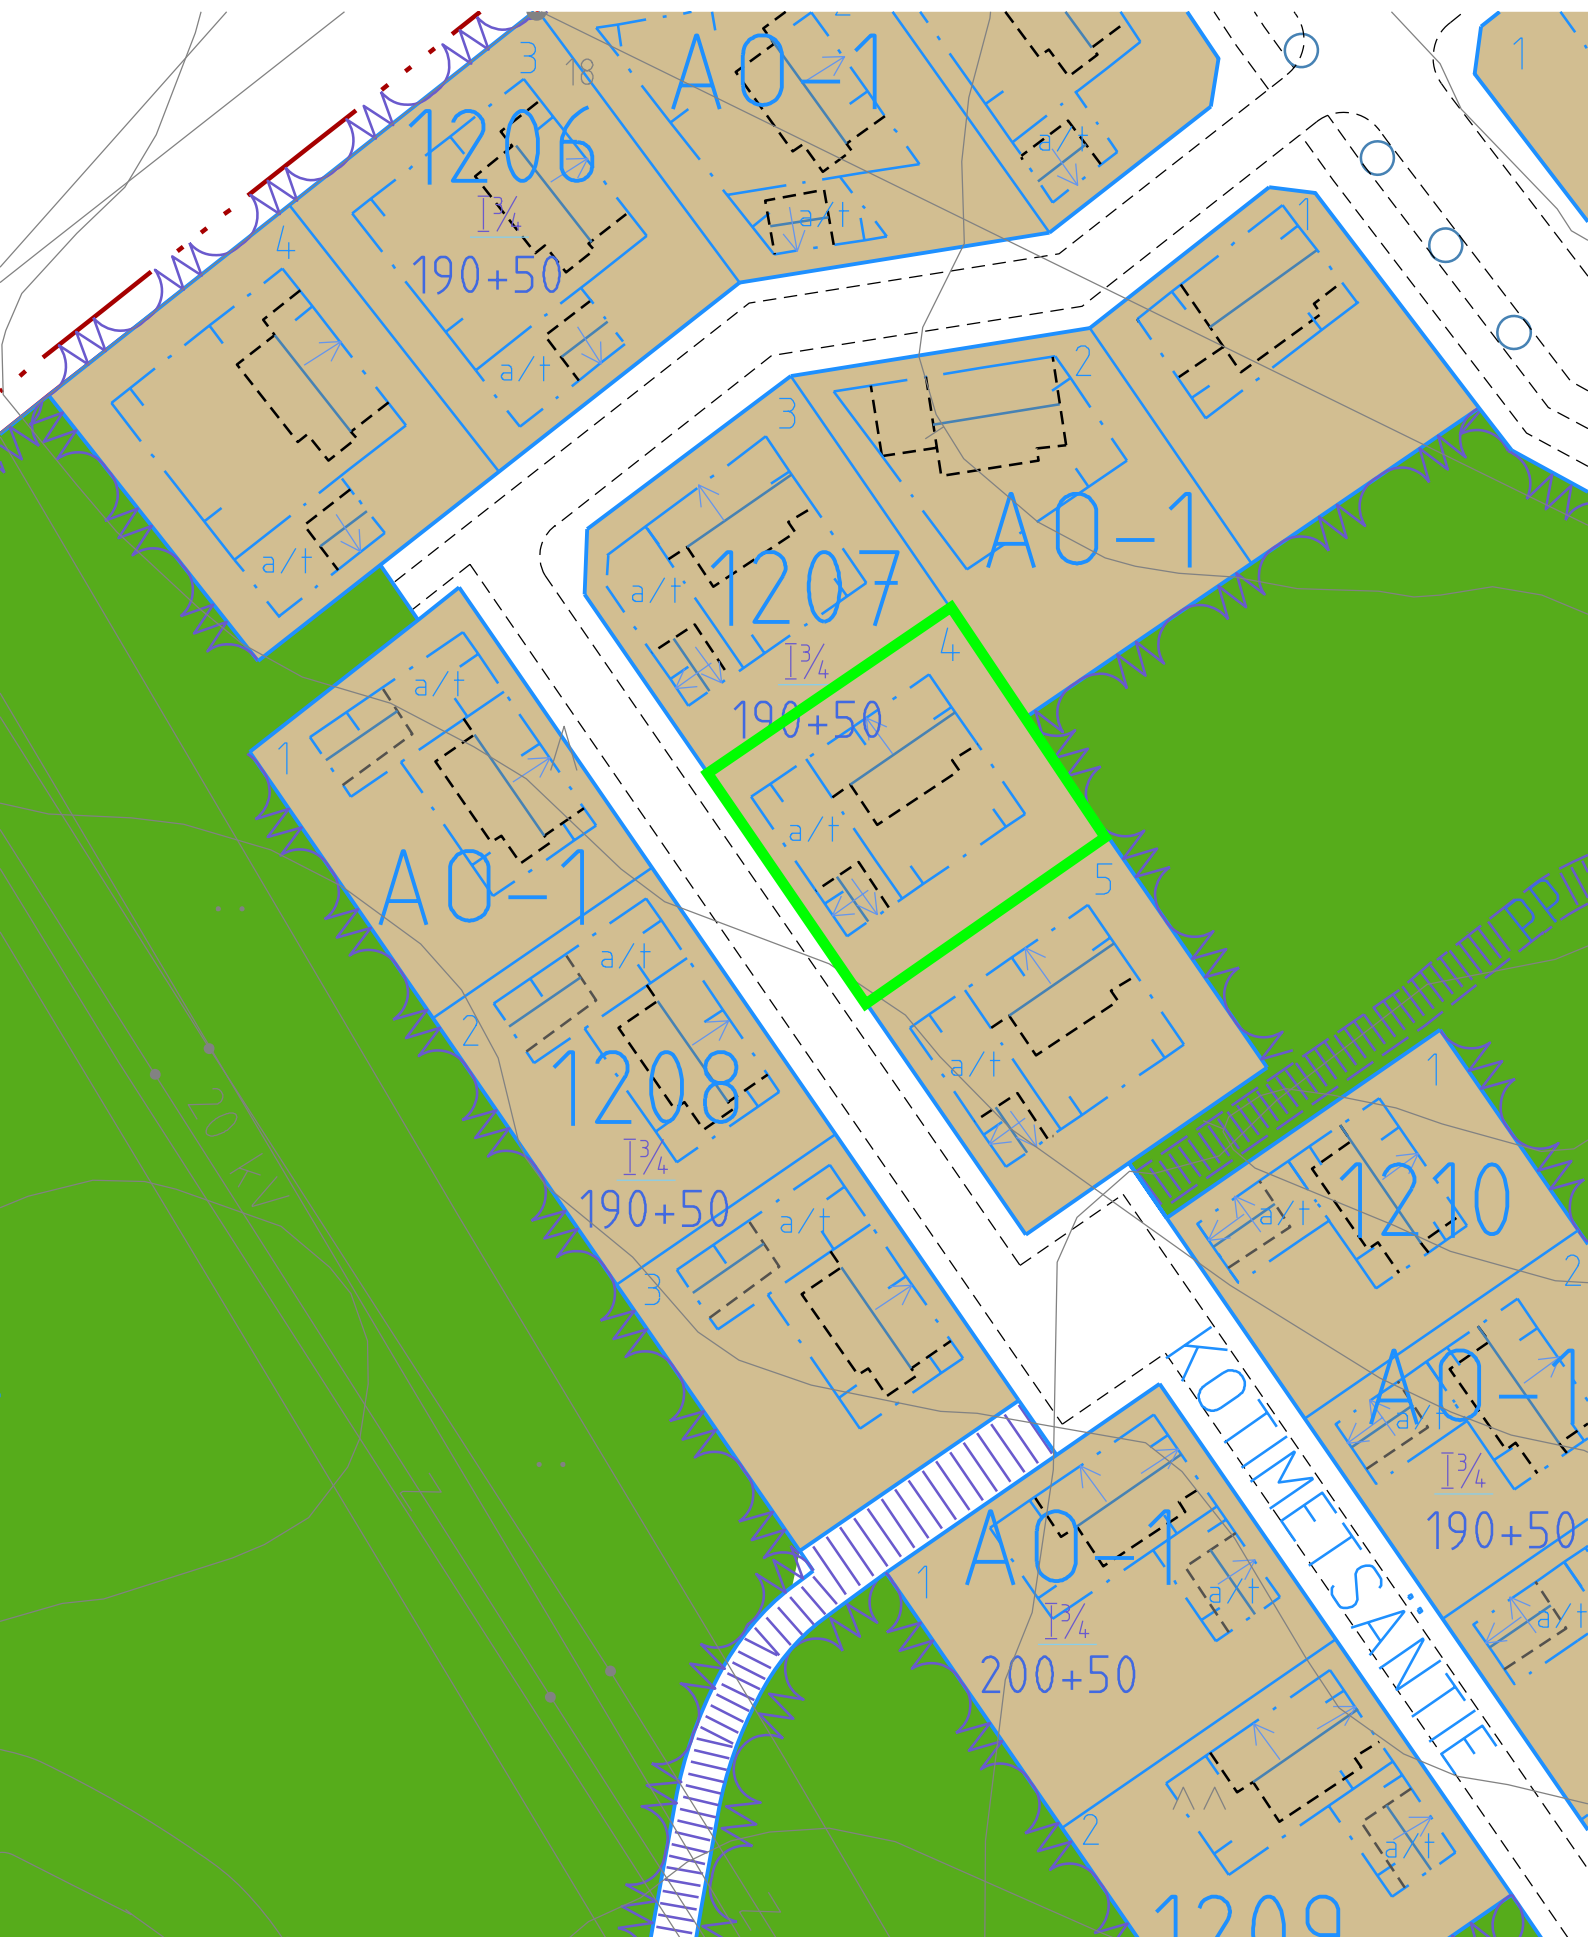 3
18
AO-1
1
1206
a/t
I¾
190+50
a/t
4
1
a/t
2
3
a/t
AO-1
1207
a/t
I¾
4
190+50
a/t
1
a/t
AO-1
5
a/t
2
1208
a/t
I¾
190+50
PP
1
1210
a/t
a/t
3
2
AO-1
a/t
KOTIMETSÄNTIE
I¾
190+50
AO-1
1
a/t
I¾
a/t
200+50
2
a/t
1209